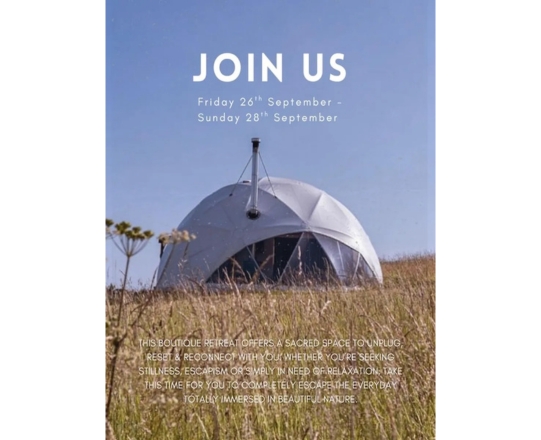 JOIN US
Friday 26th September -
Sunday 28th September
THIS BOUTIQUE RETREAT OFFERS A SACRED SPACE TO UNPLUG,
RESET & RECONNECT WITH YOU. WHETHER YOU'RE SEEKING
STILLNESS, ESCAPISM OR SIMPLY IN NEED OF RELAXATION. TAKE
THIS TIME FOR YOU TO COMPLETELY ESCAPE THE EVERYDAY
TOTALLY IMMERSED IN BEAUTIFUL NATURE.